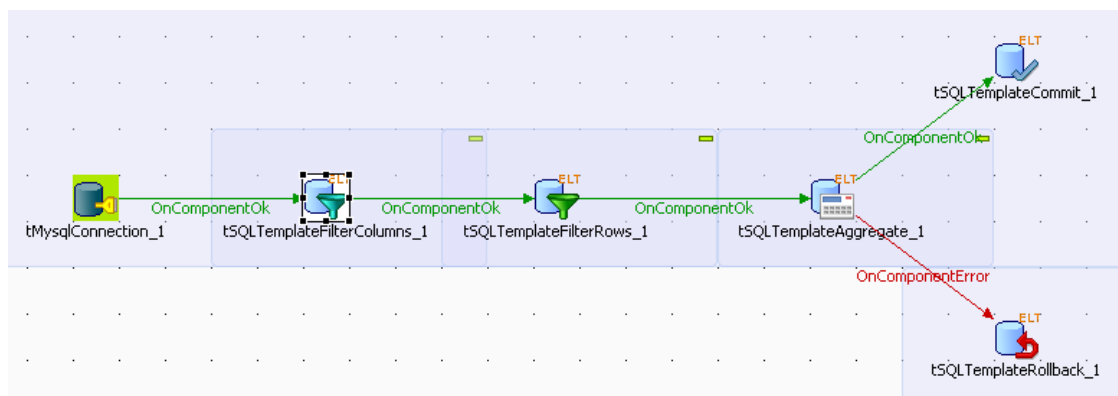 ELT
tSQLTemplateCommit_1
OnComponentOk
ELT
ELT
ELT
OnComponentOk
OnComponentOk
OnComponentOk
tMysqlConnection_1
tSQLTemplateFilterColumns_1
tSQLTemplateFilterRows_1
tSQLTemplateAggregate_1
OnComponentError
ELT
tSQLTemplateRollback_1